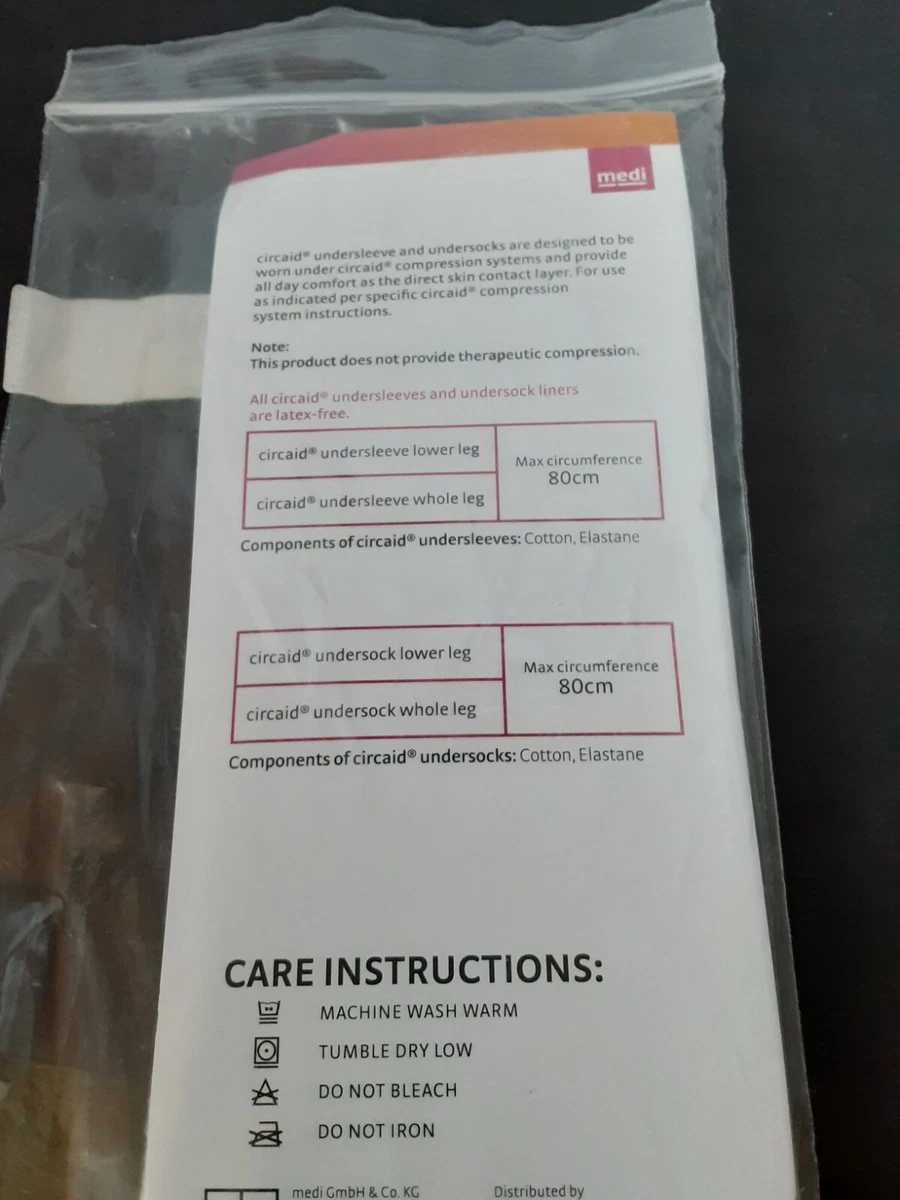 medi
circaid® undersleeve and undersocks are designed to be
worn under circaid® compression systems and provide
all day comfort as the direct skin contact layer. For use
as indicated per specific circaid® compression
system instructions.
Note:
This product does not provide therapeutic compression.
All circaid® undersleeves and undersock liners
are latex-free.
circaid® undersleeve lower leg
circaid® undersleeve whole leg
Max circumference
80cm
Components of circaid® undersleeves: Cotton, Elastane
circaid® undersock lower leg
circaid® undersock whole leg
Max circumference
80cm
Components of circaid® undersocks: Cotton, Elastane
CARE INSTRUCTIONS:
MACHINE WASH WARM
TUMBLE DRY LOW
DO NOT BLEACH
DO NOT IRON
medi GmbH & Co. KG
Distributed by